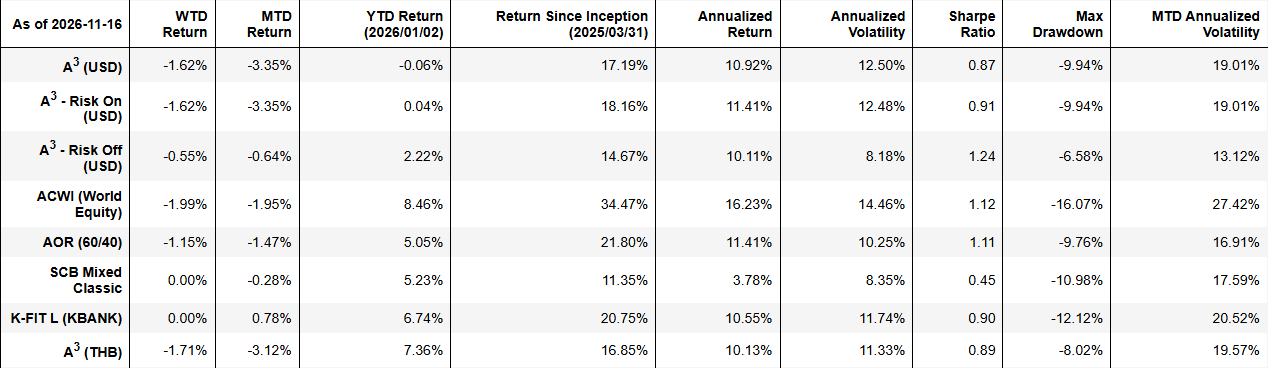 As of 2026-11-16 WTD Return MTD Return YTD Return (2026/01/02) Return Since Inception (2025/03/31) Annualized Return Annualized Volatility Sharpe Ratio Max Drawdown MTD Annualized Volatility
A³ (USD) -1.62% -3.35% -0.06% 17.19% 10.92% 12.50% 0.87 -9.94% 19.01%
A³ - Risk On (USD) -1.62% -3.35% 0.04% 18.16% 11.41% 12.48% 0.91 -9.94% 19.01%
A³ - Risk Off (USD) -0.55% -0.64% 2.22% 14.67% 10.11% 8.18% 1.24 -6.58% 13.12%
ACWI (World Equity) -1.99% -1.95% 8.46% 34.47% 16.23% 14.46% 1.12 -16.07% 27.42%
AOR (60/40) -1.15% -1.47% 5.05% 21.80% 11.41% 10.25% 1.11 -9.76% 16.91%
SCB Mixed Classic 0.00% -0.28% 5.23% 11.35% 3.78% 8.35% 0.45 -10.98% 17.59%
K-FIT L (KBANK) 0.00% 0.78% 6.74% 20.75% 10.55% 11.74% 0.90 -12.12% 20.52%
A³ (THB) -1.71% -3.12% 7.36% 16.85% 10.13% 11.33% 0.89 -8.02% 19.57%